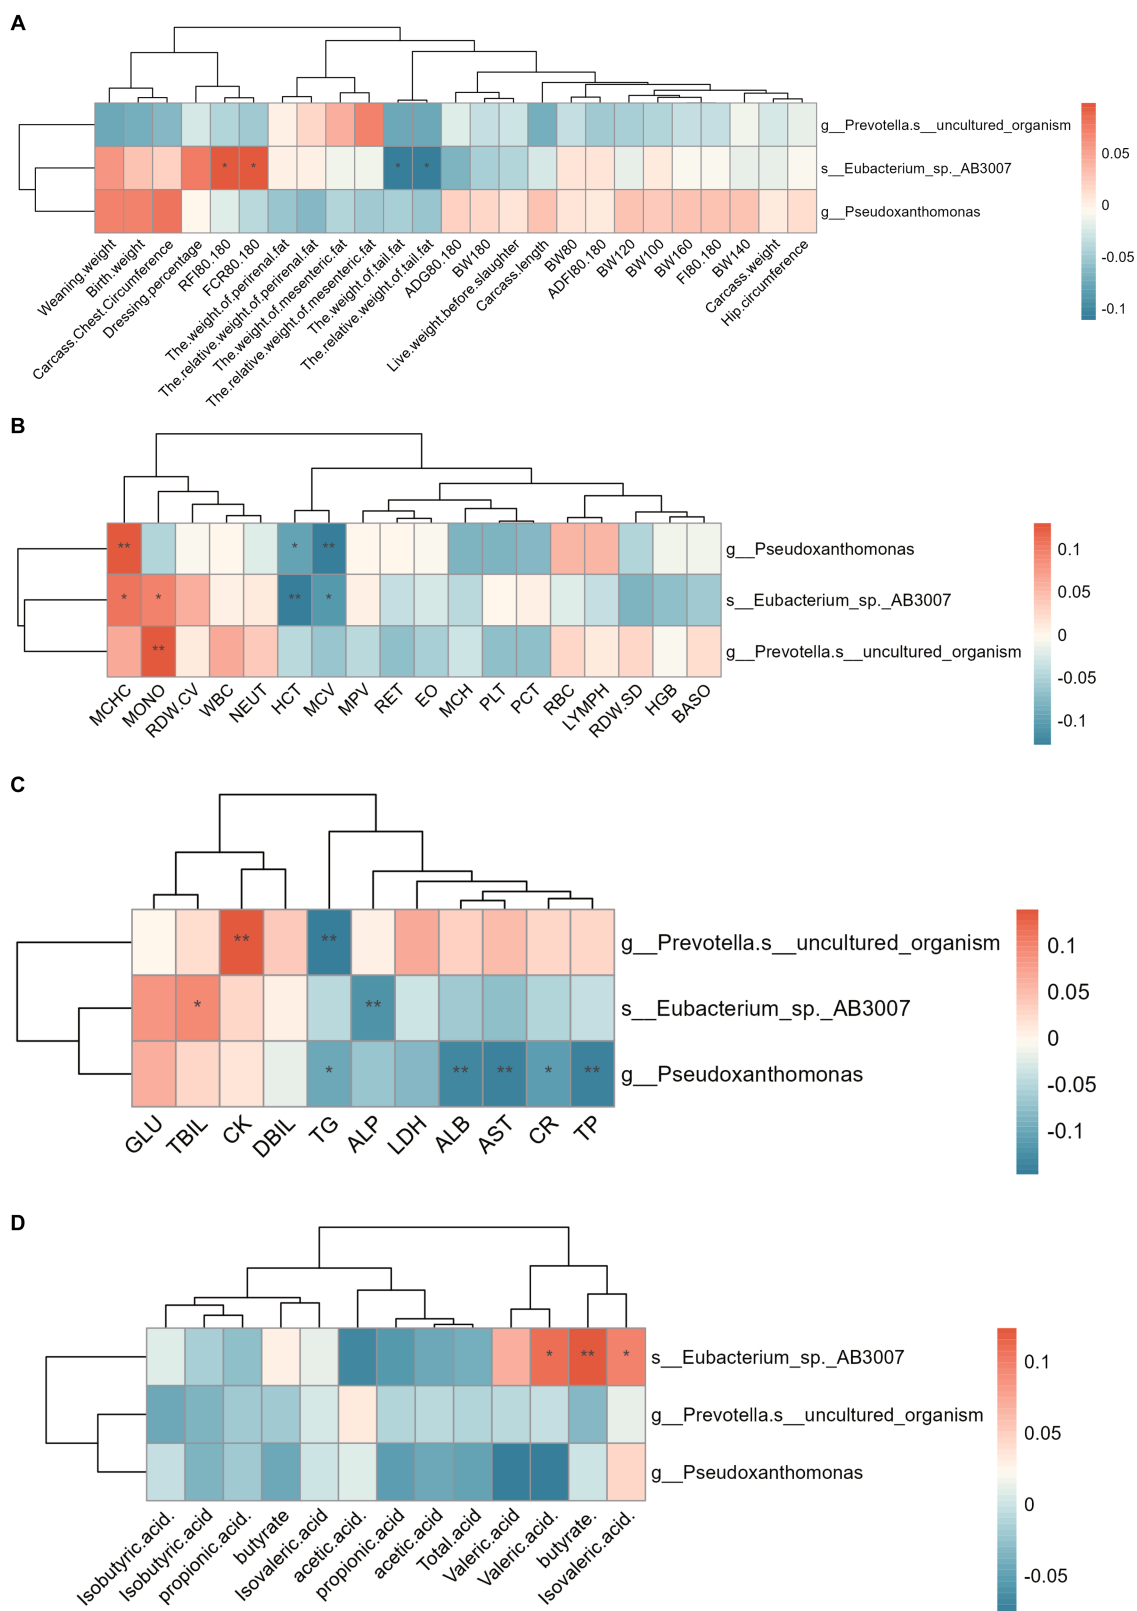 A
g__Prevotella.s__uncultured_organism
s__Eubacterium_sp._AB3007
g__Pseudoxanthomonas
0.05
0
-0.05
-0.1
Weaning.weight
Birth.weight
Carcass.Chest.Circumference
Dressing.percentage
RFI80.180
FCR80.180
The.weight.of.perirenal.fat
The.relative.weight.of.perirenal.fat
The.weight.of.mesenteric.fat
The.relative.weight.of.mesenteric.fat
The.weight.of.tail.fat
The.relative.weight.of.tail.fat
ADG80.180
BW180
Live.weight.before.slaughter
Carcass.length
BW80
ADFI80.180
BW120
BW100
BW160
FI80.180
BW140
Carcass.weight
Hip.circumference
* *
* *
B
** * **
* * ** *
**
g__Pseudoxanthomonas
s__Eubacterium_sp._AB3007
g__Prevotella.s__uncultured_organism
0.1
0.05
0
-0.05
-0.1
MCHC
MONO
RDW.CV
WBC
NEUT
HCT
MCV
MPV
RET
EO
MCH
PLT
PCT
RBC
LYMPH
RDW.SD
HGB
BASO
C
** **
* **
* ** ** * **
g__Prevotella.s__uncultured_organism
s__Eubacterium_sp._AB3007
g__Pseudoxanthomonas
0.1
0.05
0
-0.05
-0.1
GLU
TBIL
CK
DBIL
TG
ALP
LDH
ALB
AST
CR
TP
D
* ** *
s__Eubacterium_sp._AB3007
g__Prevotella.s__uncultured_organism
g__Pseudoxanthomonas
0.1
0.05
0
-0.05
Isobutyric.acid.
Isobutyric.acid
propionic.acid.
butyrate
Isovaleric.acid
acetic.acid.
propionic.acid
acetic.acid
Total.acid
Valeric.acid
Valeric.acid.
butyrate.
Isovaleric.acid.